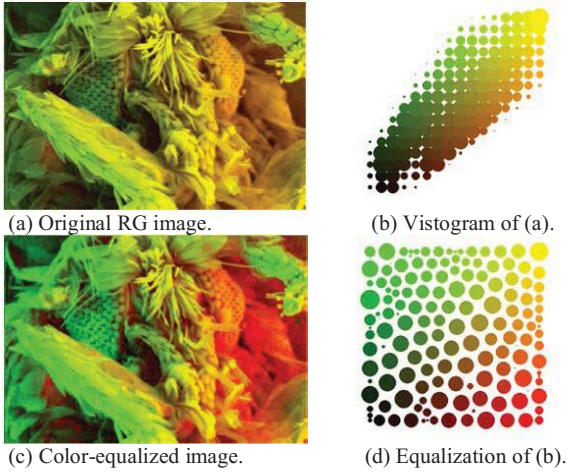 (a) Original RG image.
(b) Vistogram of (a).
(c) Color-equalized image.
(d) Equalization of (b).